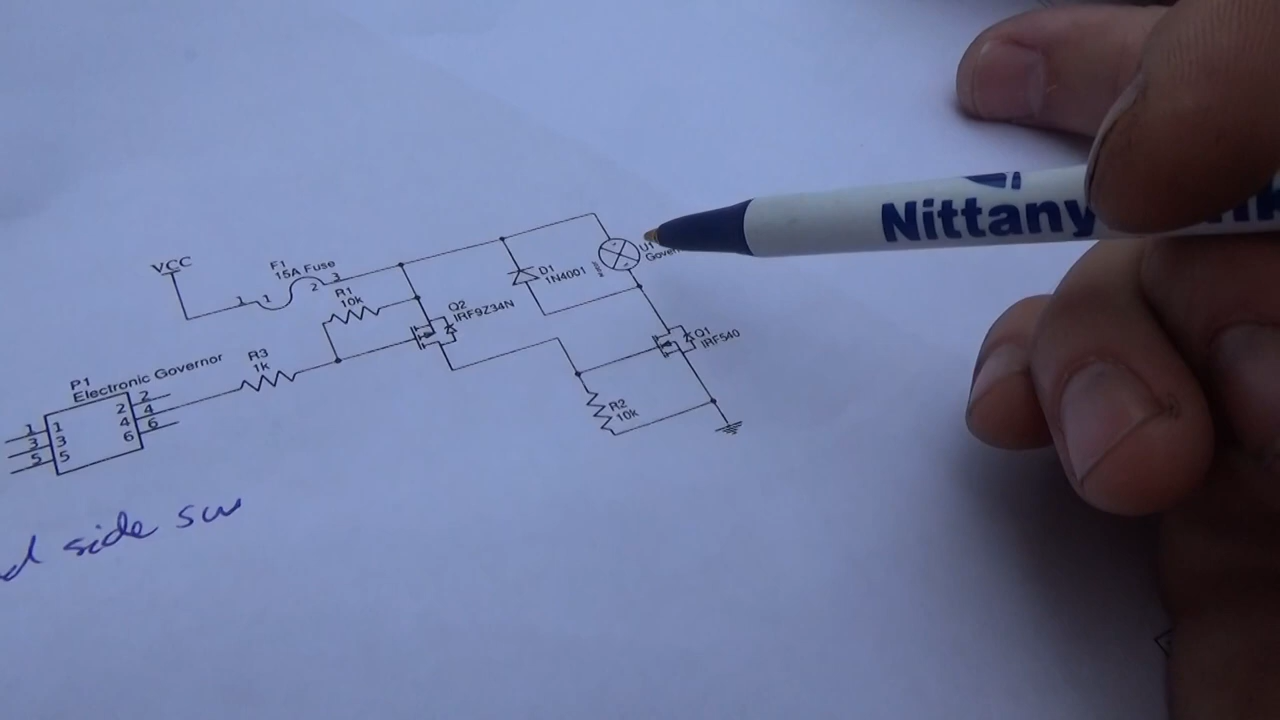 VCC
F1
15A Fuse
1
1
2
3
R1
10k
Q2
IRF9Z34N
D1
1N4001
U1
Q1
IRF540
R2
10k
R3
1k
P1
Electronic Governor
1 1 2 2
3 3 4 4
5 5 6 6
side sw
Nittany